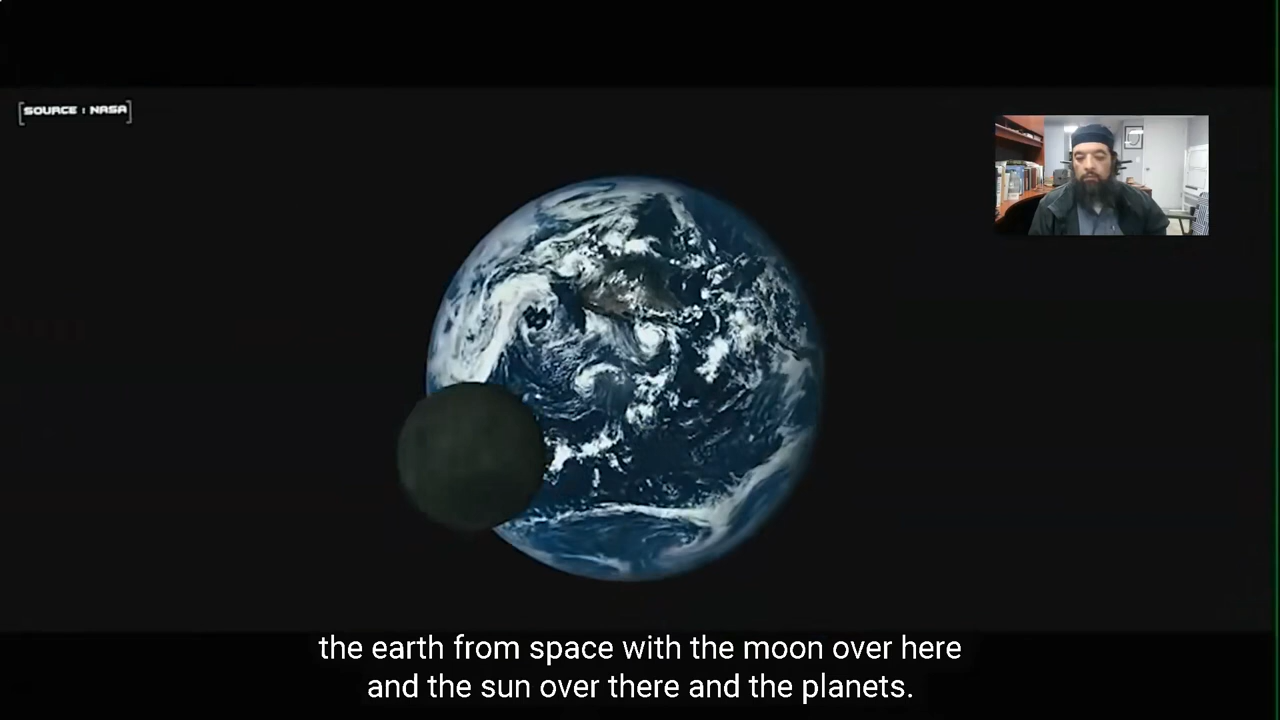 [SOURCE : NASA]
the earth from space with the moon over here
and the sun over there and the planets.